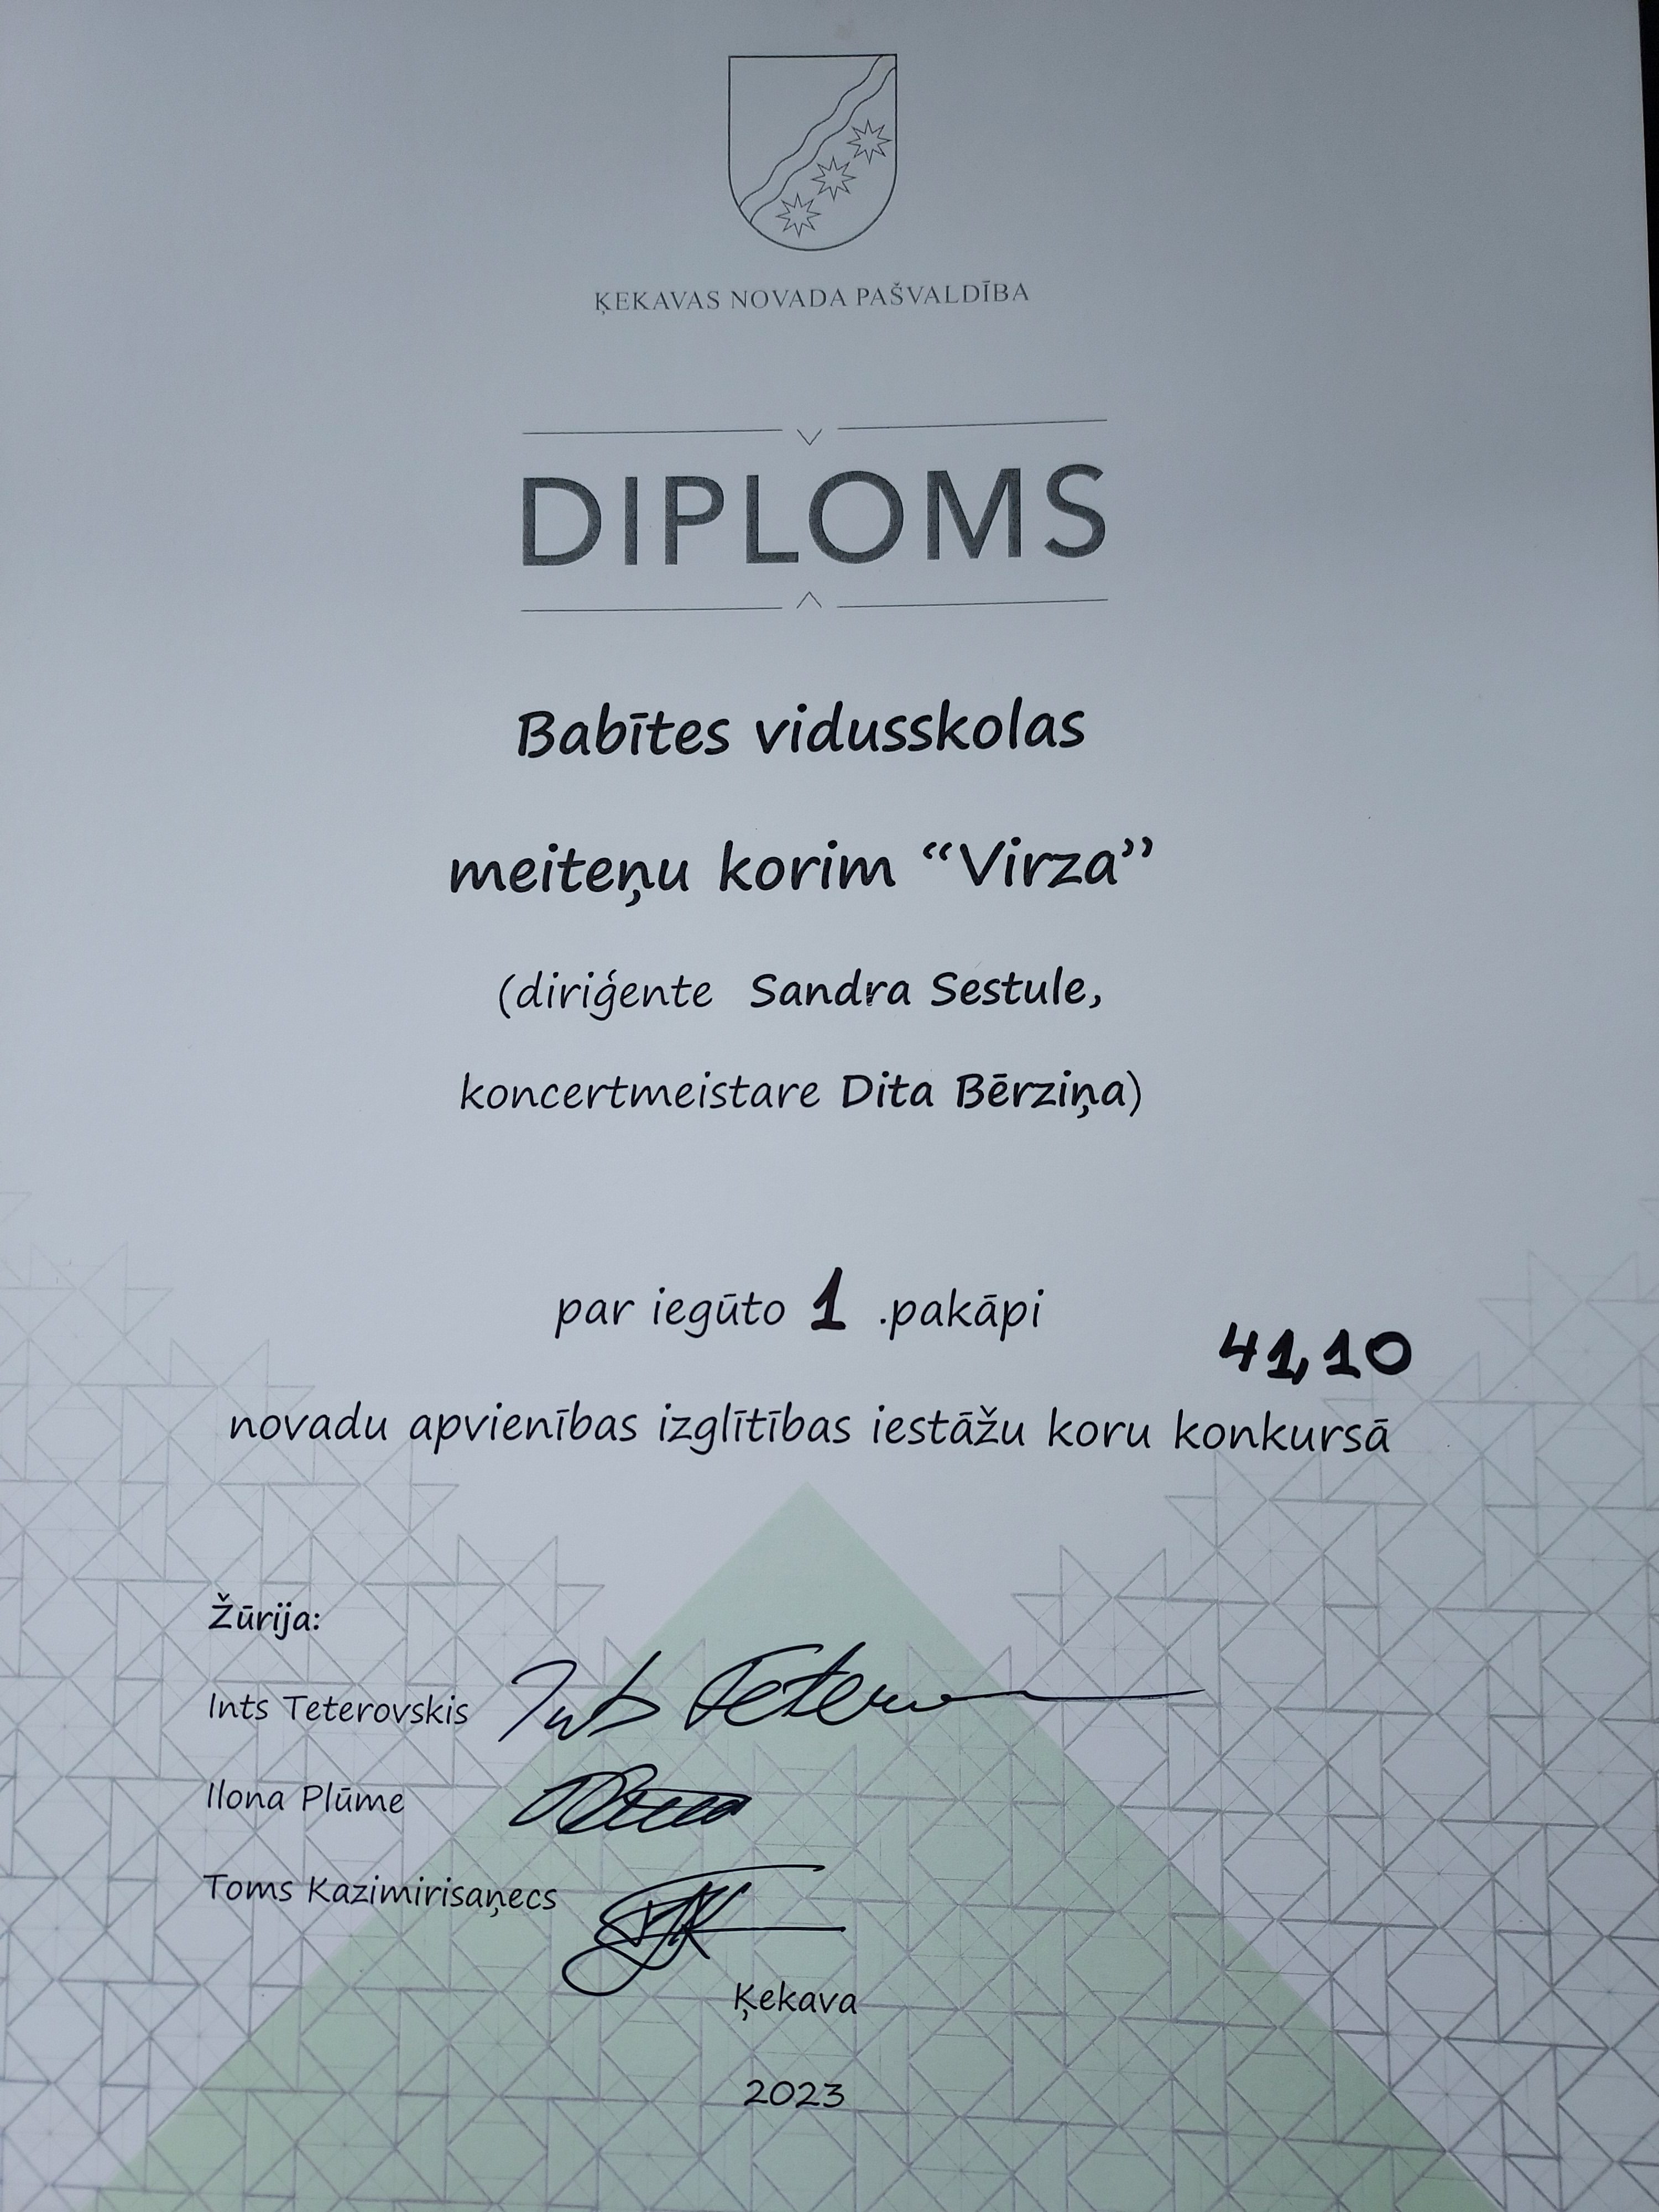 ĶEKAVAS NOVADA PAŠVALDĪBA
DIPLOMS
Babītes vidusskolas
meiteņu korim “Virza”
(diriģente Sandra Sestule,
koncertmeistare Dita Bērziņa)
par iegūto 1 .pakāpi
41,10
novadu apvienības izglītības iestāžu koru konkursā
Žūrija:
Ints Teterovskis
Ilona Plūme
Toms Kazimirisaņecs
Ķekava
2023